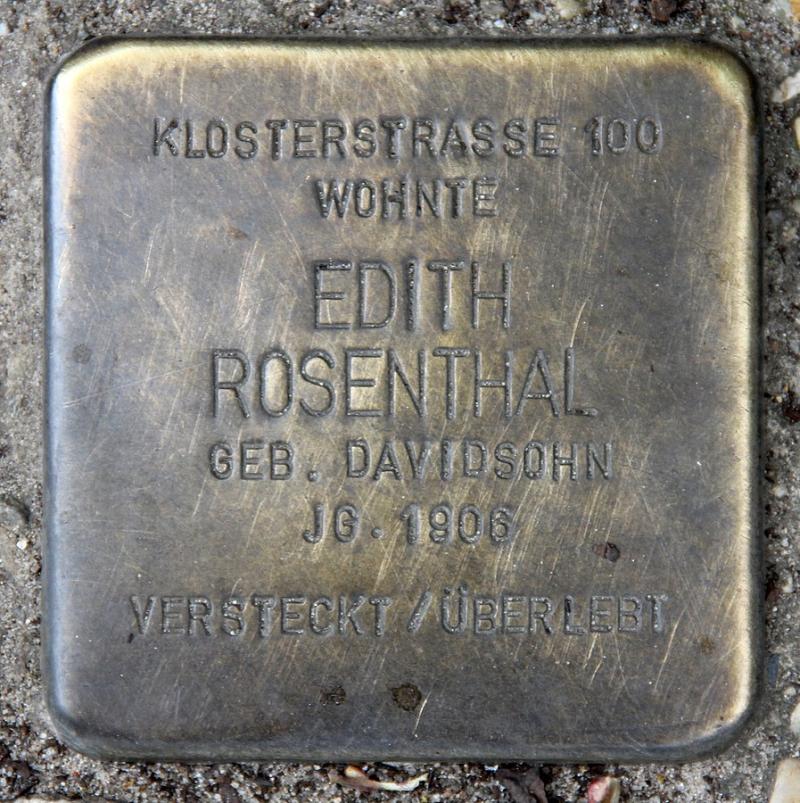 KLOSTERSTRASSE 100
WOHNTE
EDITH
ROSENTHAL
GEB. DAVIDSOHN
JG. 1906
VERSTECKT/ÜBERLEBT